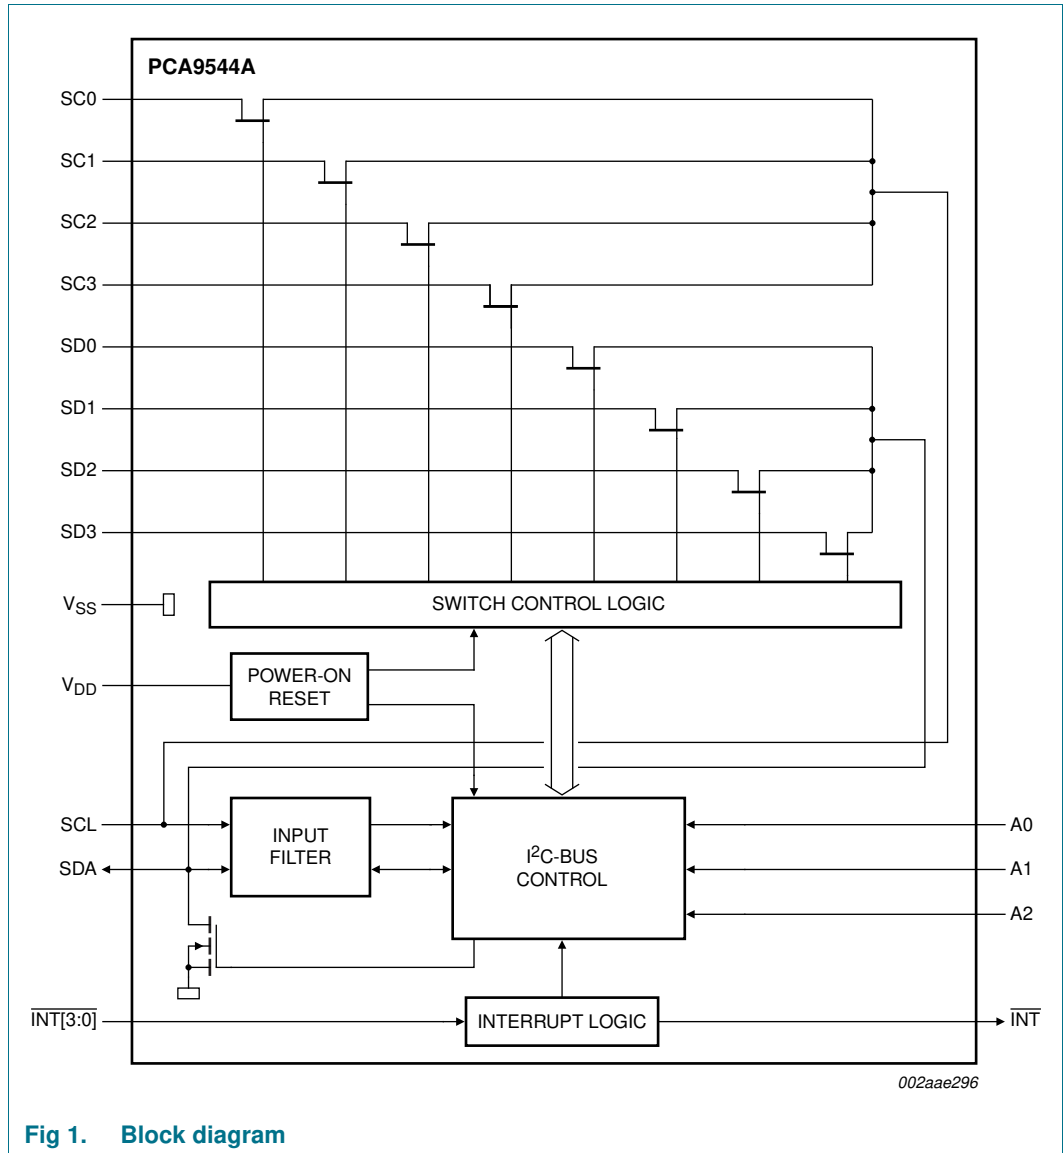 PCA9544A
SC0
SC1
SC2
SC3
SD0
SD1
SD2
SD3
VSS
SWITCH CONTROL LOGIC
VDD
POWER-ON
RESET
SCL
SDA
INPUT
FILTER
I²C-BUS
CONTROL
A0
A1
A2
INT[3:0]
INTERRUPT LOGIC
INT
002aae296
Fig 1. Block diagram